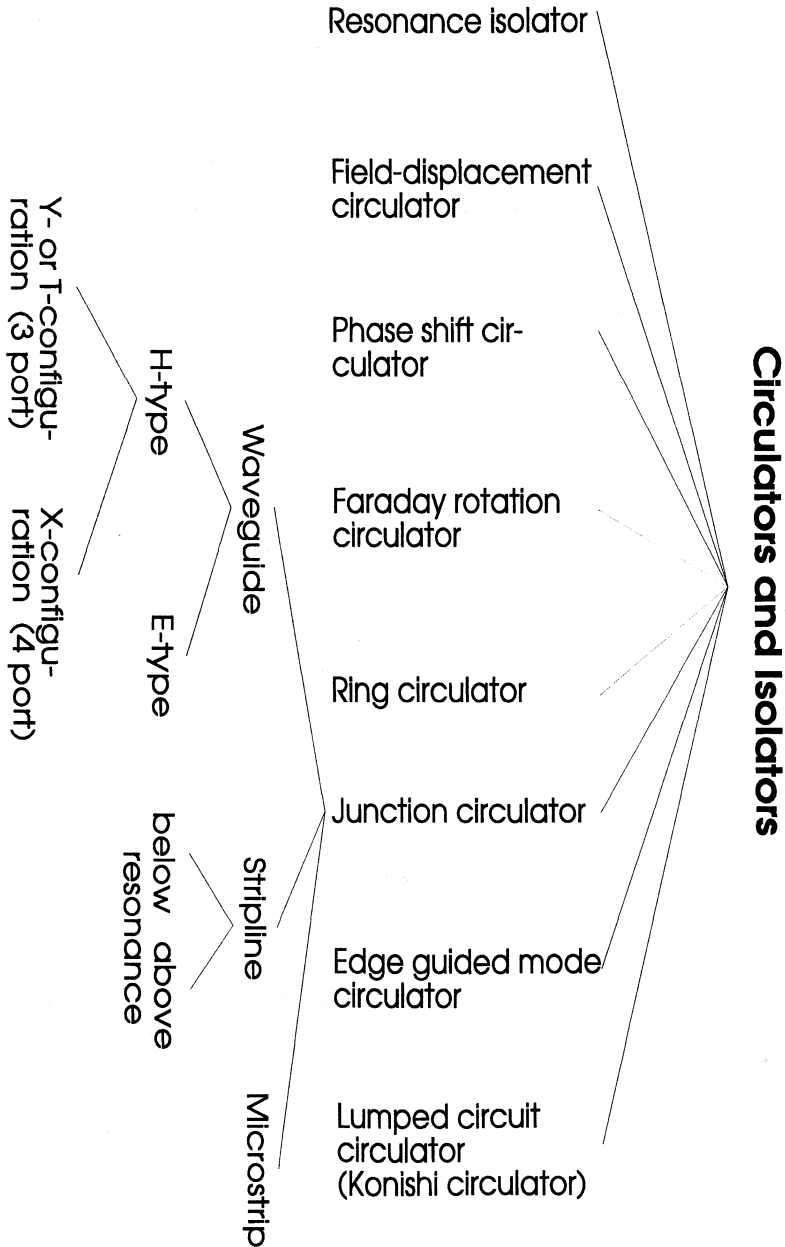 Circulators and Isolators
Resonance isolator
Field-displacement
circulator
Phase shift cir-
culator
Faraday rotation
circulator
Ring circulator
Junction circulator
Edge guided mode
circulator
Lumped circuit
circulator
(Konishi circulator)
Waveguide
Stripline
Microstrip
H-type
E-type
below above
resonance
Y- or T-configu-
ration (3 port)
X-configu-
ration (4 port)